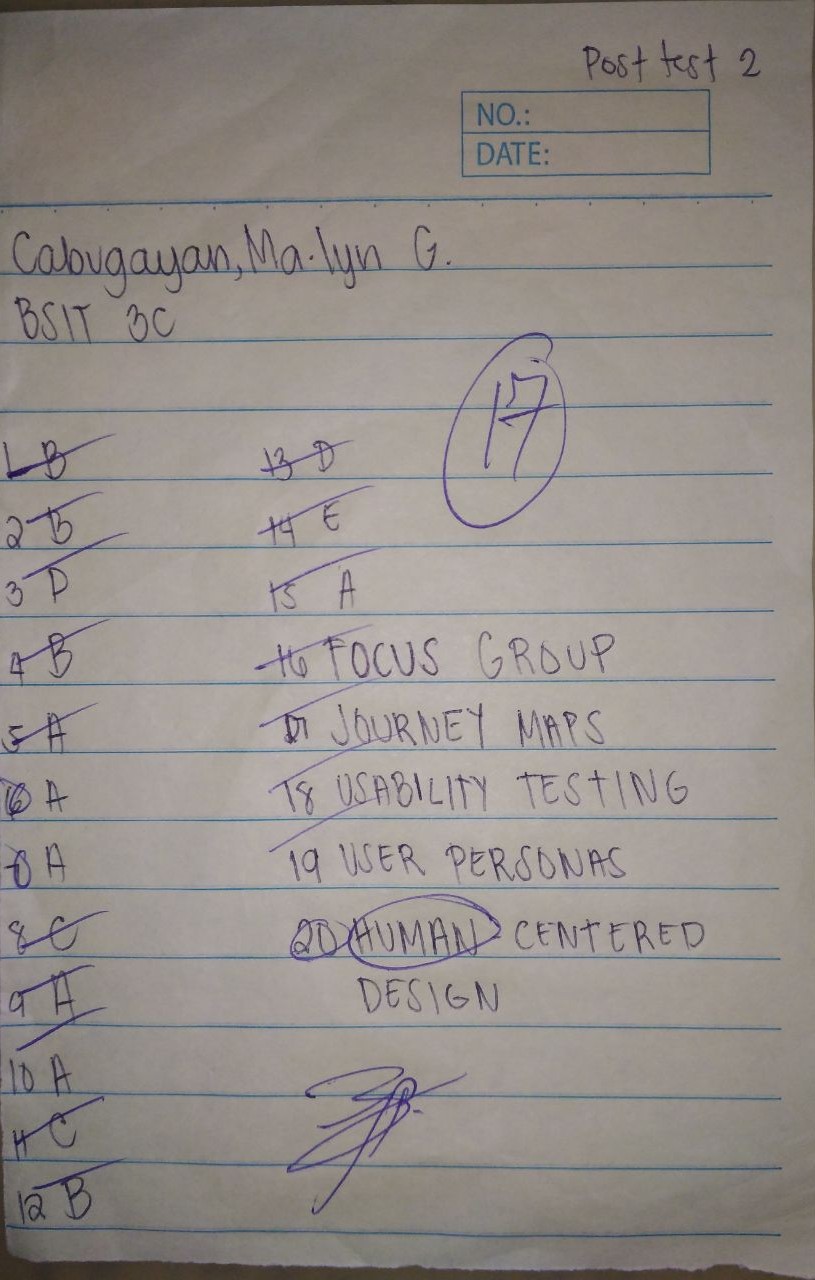 Post test 2
NO.:
DATE:
Cabugayan, Ma. lyn G.
BSIT 3C
17
1 B
2 B
3 D
4 B
5 A
6 A
A
8 C
9 A
10 A
11 C
12 B
13 D
14 E
15 A
16 FOCUS GROUP
17 JOURNEY MAPS
18 USABILITY TESTING
19 USER PERSONAS
20 HUMAN-CENTERED
DESIGN